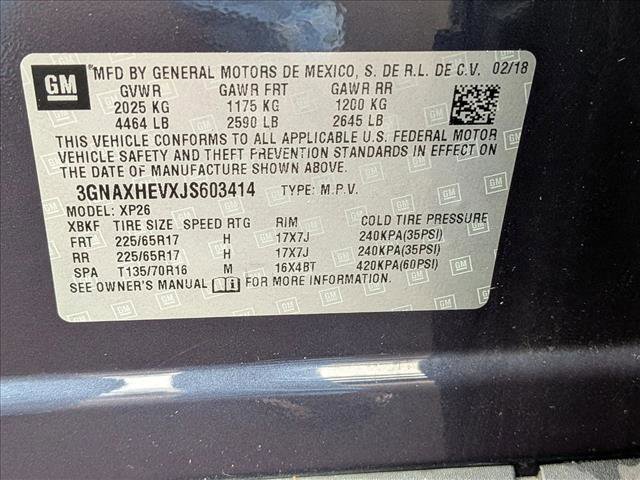 GM MFD BY GENERAL MOTORS DE MEXICO, S. DE R.L. DE C.V. 02/18
GVWR GAWR FRT GAWR RR
2025 KG 1175 KG 1200 KG
4464 LB 2590 LB 2645 LB
THIS VEHICLE CONFORMS TO ALL APPLICABLE U.S. FEDERAL MOTOR
VEHICLE SAFETY AND THEFT PREVENTION STANDARDS IN EFFECT ON
THE DATE OF MANUFACTURE SHOWN ABOVE.
3GNAXHEVXJS603414 TYPE: M.P.V.
MODEL: XP26
XBKF TIRE SIZE SPEED RTG RIM COLD TIRE PRESSURE
FRT 225/65R17 H 17X7J 240KPA(35PSI)
RR 225/65R17 H 17X7J 240KPA(35PSI)
SPA T135/70R16 M 16X4BT 420KPA(60PSI)
SEE OWNER'S MANUAL FOR MORE INFORMATION.